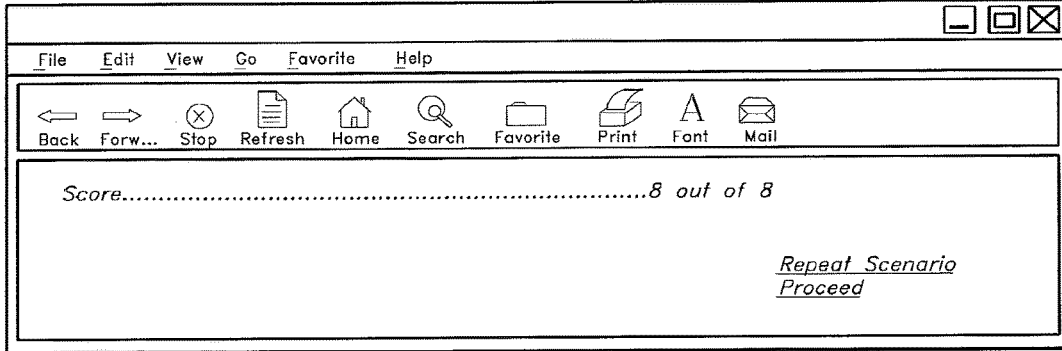 File Edit View Go Favorite Help
Back Forw... Stop Refresh Home Search Favorite Print Font Mail
Score......................................................................8 out of 8
Repeat Scenario
Proceed